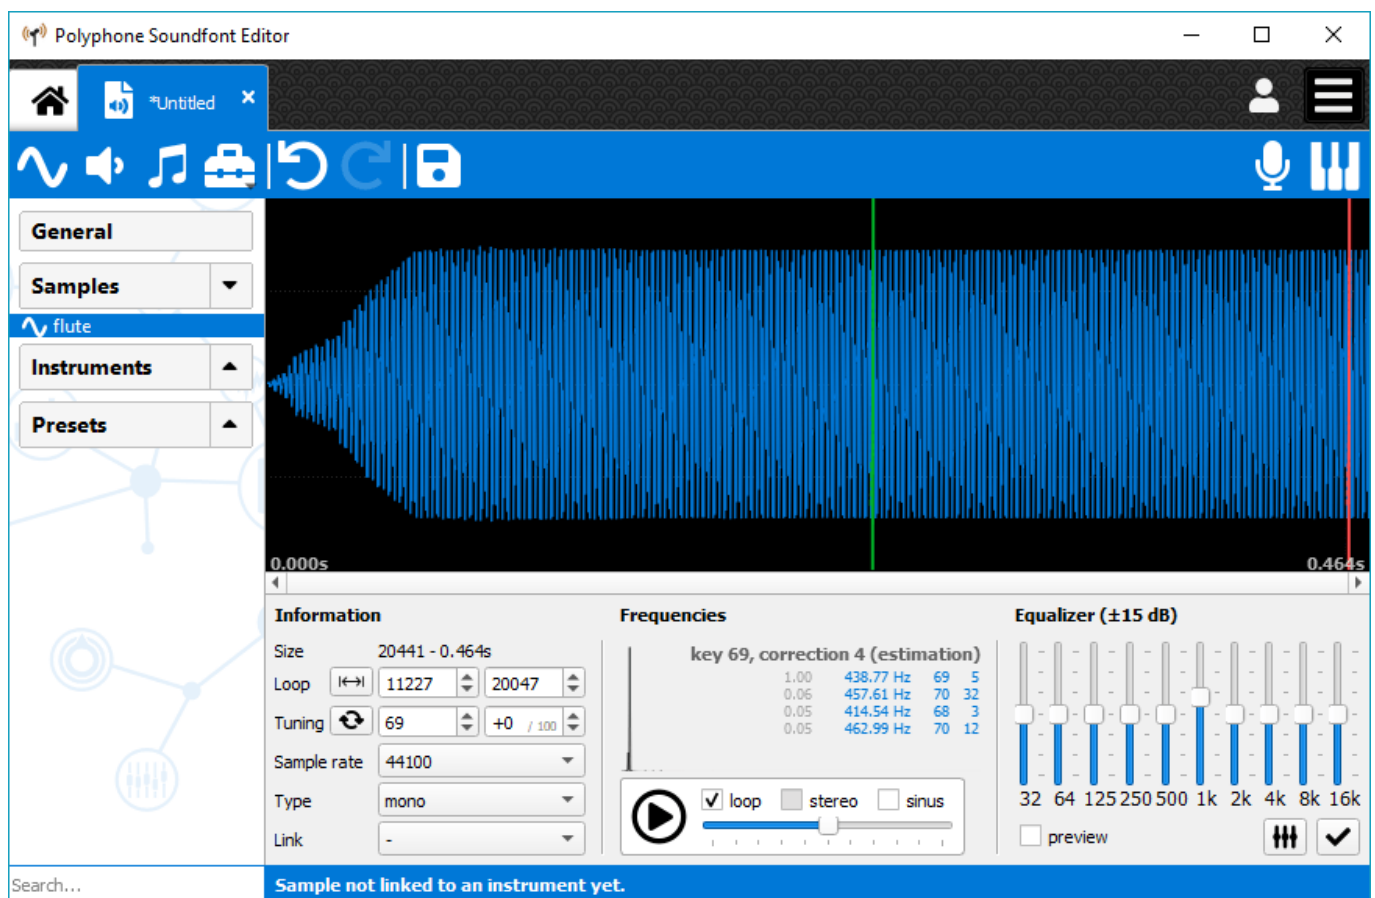 Polyphone Soundfont Editor
*Untitled
General
Samples
flute
Instruments
Presets
Search...
0.000s 0.464s
Information
Size 20441 - 0.464s
Loop 11227 20047
Tuning 69 +0 / 100
Sample rate 44100
Type mono
Link -
Frequencies
key 69, correction 4 (estimation)
1.00 438.77 Hz 69 5
0.06 457.61 Hz 70 32
0.05 414.54 Hz 68 3
0.05 462.99 Hz 70 12
loop stereo sinus
Equalizer (±15 dB)
32 64 125 250 500 1k 2k 4k 8k 16k
preview
Sample not linked to an instrument yet.